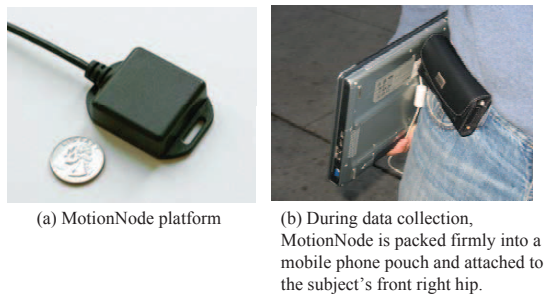 (a) MotionNode platform
(b) During data collection,
MotionNode is packed firmly into a
mobile phone pouch and attached to
the subject's front right hip.